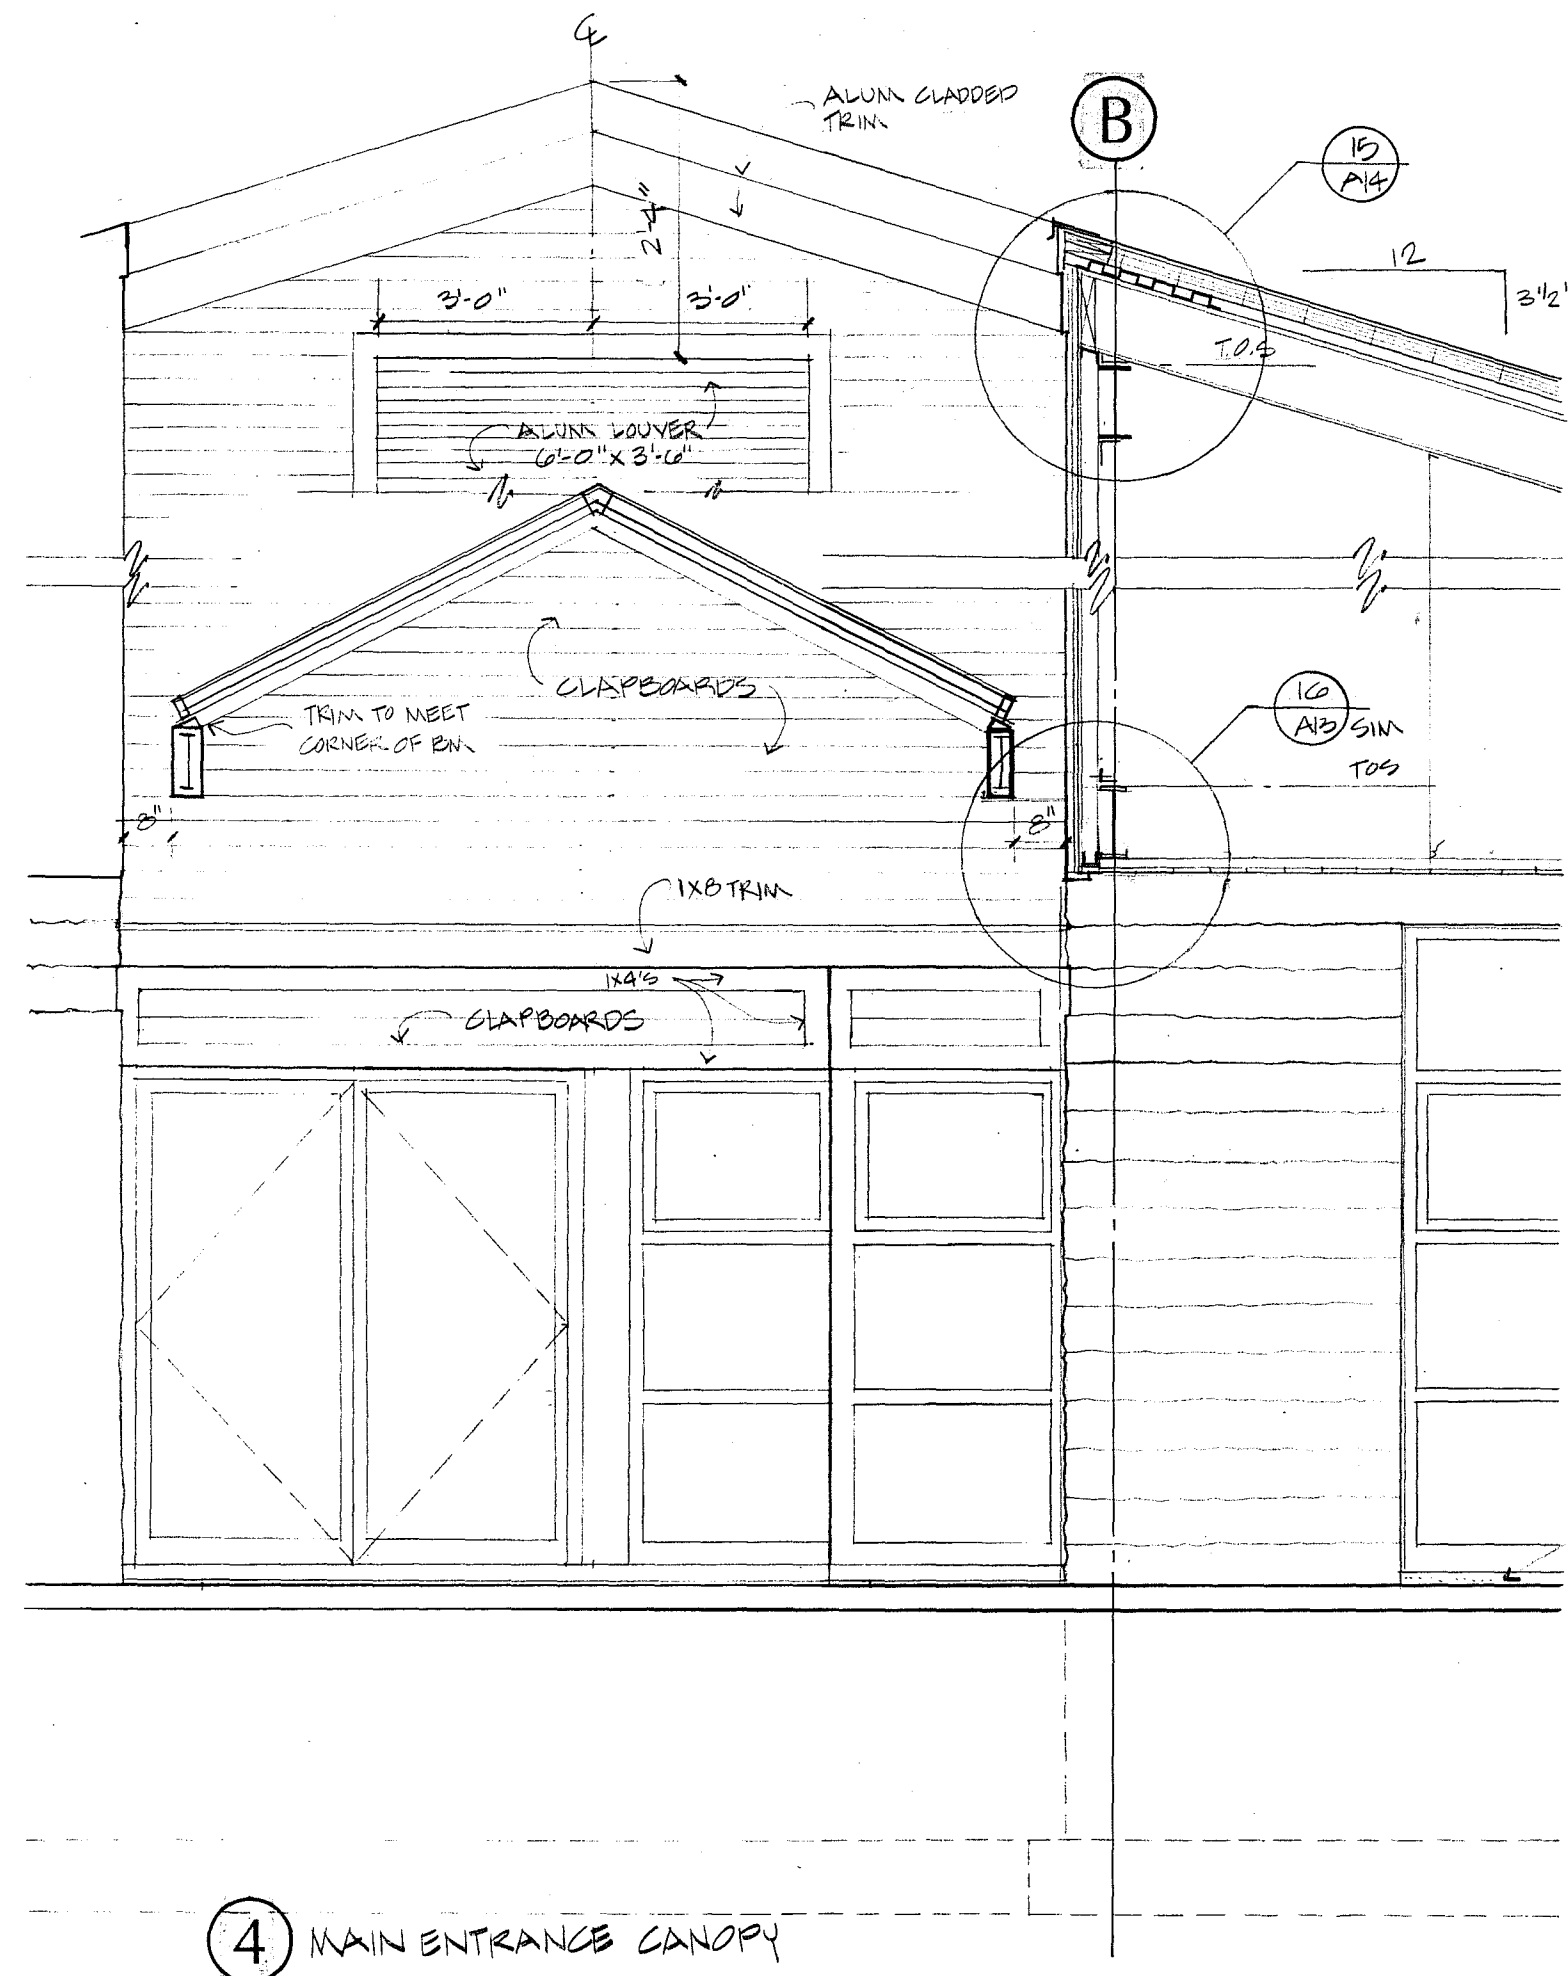 ℄
ALUM CLADDED
TRIM
B
15
A14
12
3 1/2"
2'-4"
3'-0"
3'-0"
T.O.S
ALUM LOUVER
6'-0" X 3'-6"
CLAPBOARDS
TRIM TO MEET
CORNER OF BM
16
A13 SIM
TOS
8"
8"
1X8 TRIM
1X4'S
CLAPBOARDS
4 MAIN ENTRANCE CANOPY